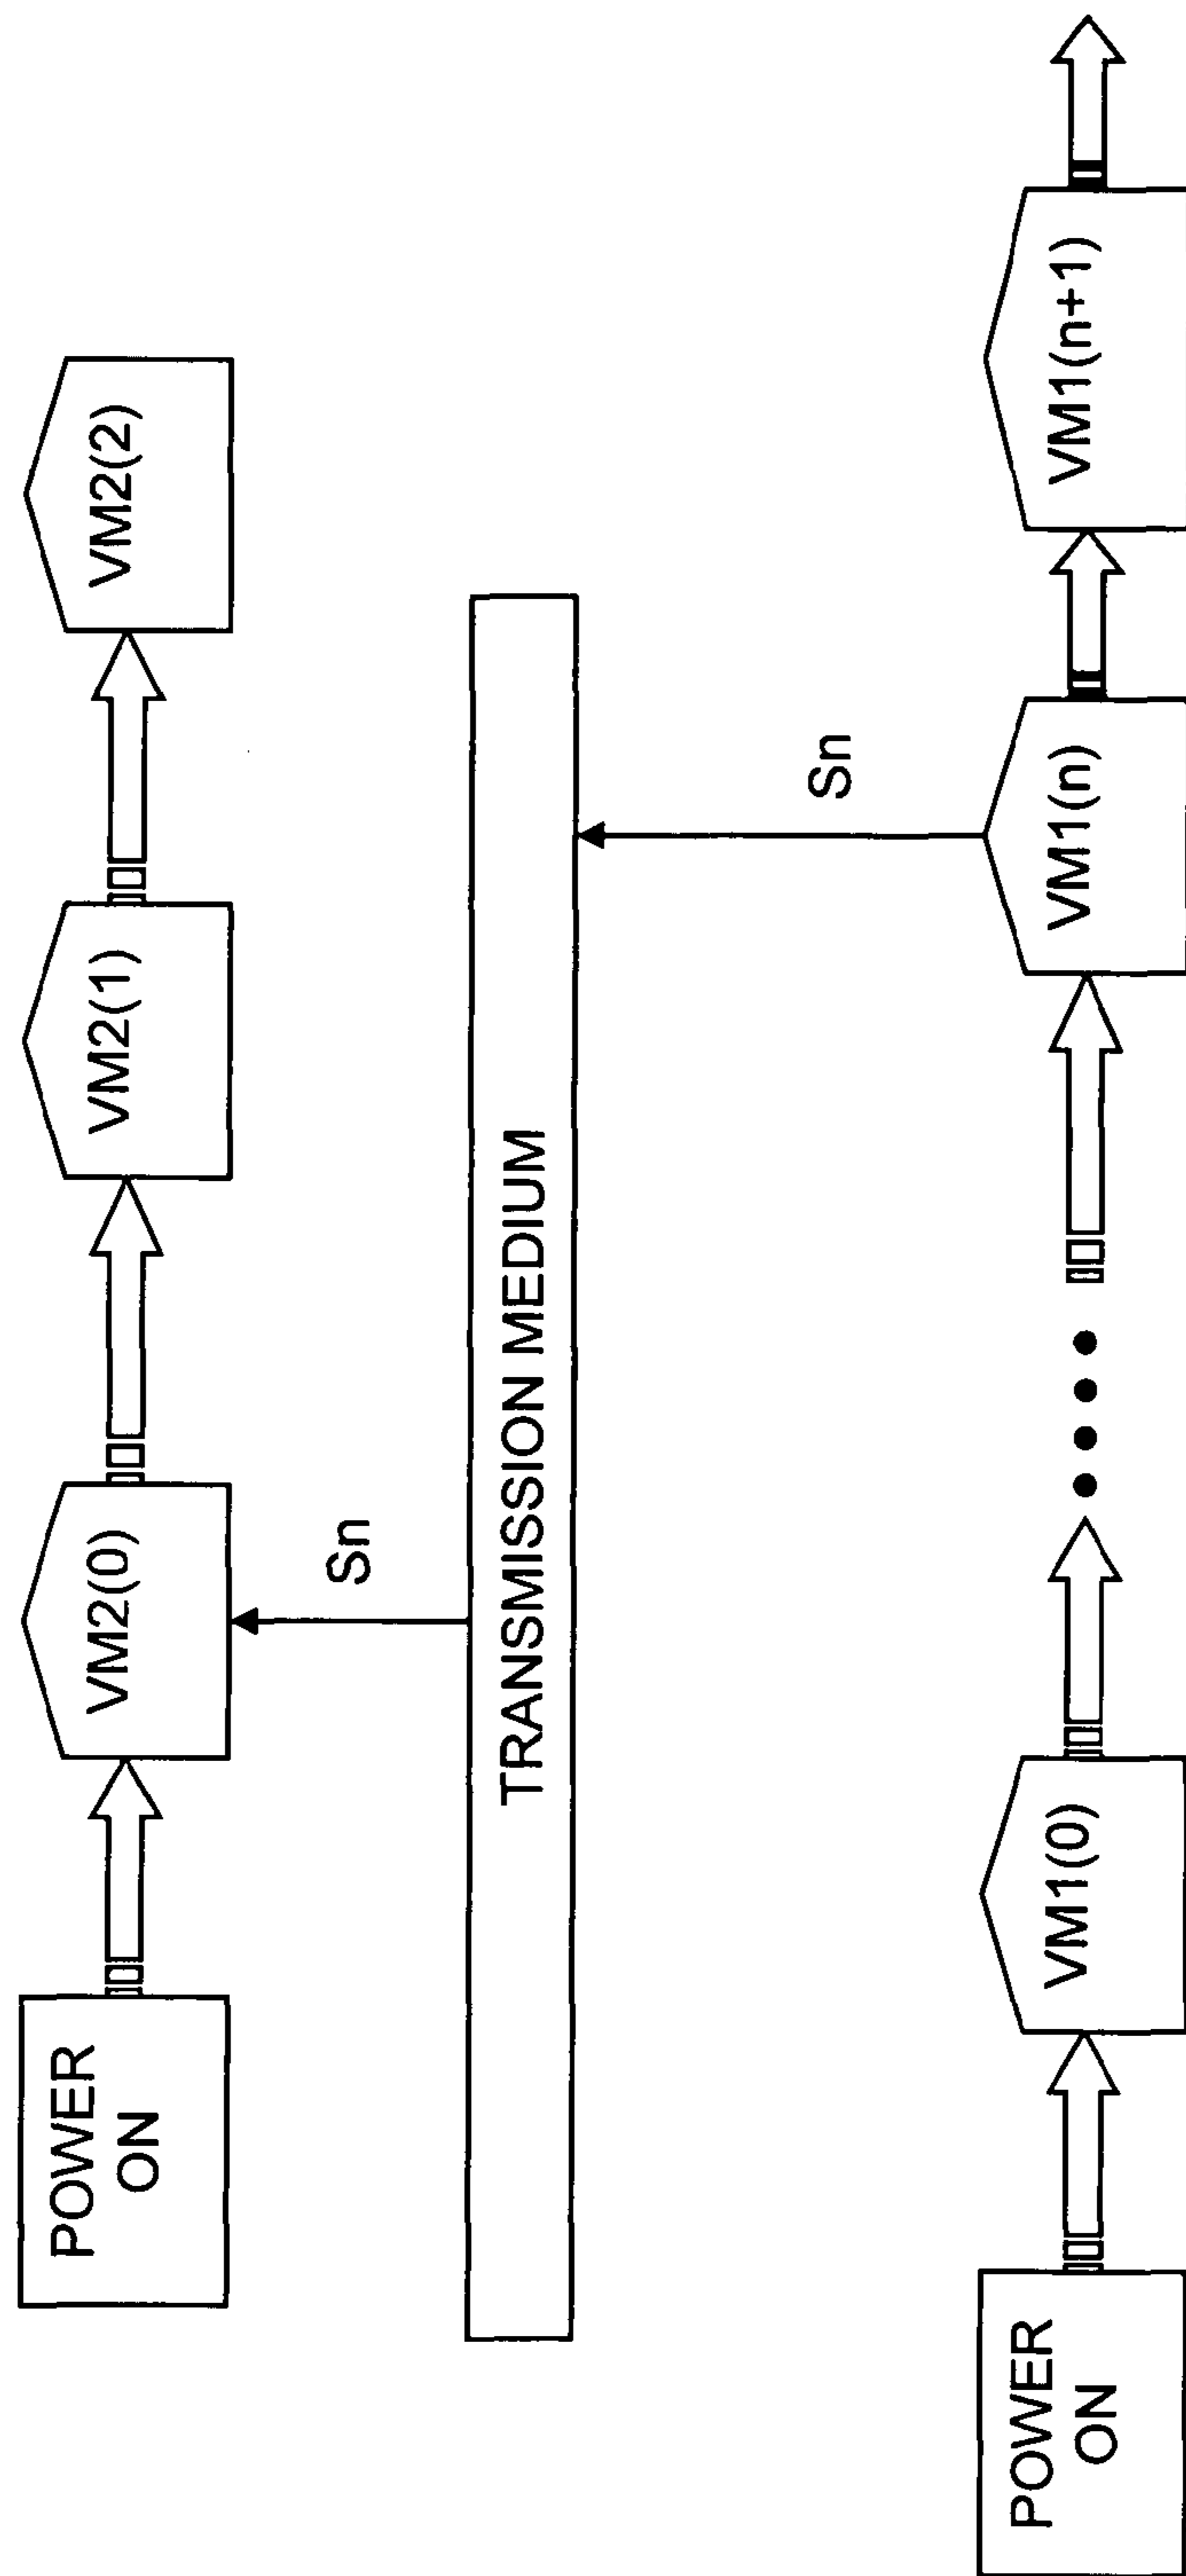 POWER
ON
VM2(0)
VM2(1)
VM2(2)
Sn
TRANSMISSION MEDIUM
Sn
POWER
ON
VM1(0)
VM1(n)
VM1(n+1)